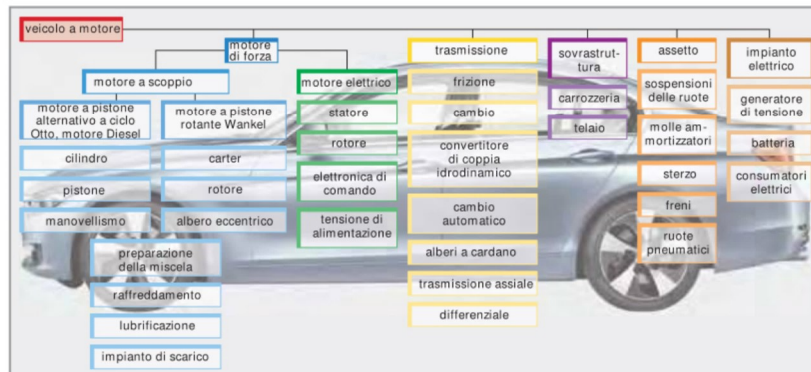 veicolo a motore
motore
di forza
trasmissione
sovrastrut-
tura
assetto
impianto
elettrico
motore a scoppio
motore elettrico
motore a pistone
alternativo a ciclo
Otto, motore Diesel
motore a pistone
rotante Wankel
cilindro
pistone
manovellismo
carter
rotore
albero eccentrico
preparazione
della miscela
raffreddamento
lubrificazione
impianto di scarico
statore
rotore
elettronica di
comando
tensione di
alimentazione
frizione
cambio
convertitore
di coppia
idrodinamico
cambio
automatico
alberi a cardano
trasmissione assiale
differenziale
carrozzeria
telaio
sospensioni
delle ruote
molle am-
mortizzatori
sterzo
freni
ruote
pneumatici
generatore
di tensione
batteria
consumatori
elettrici